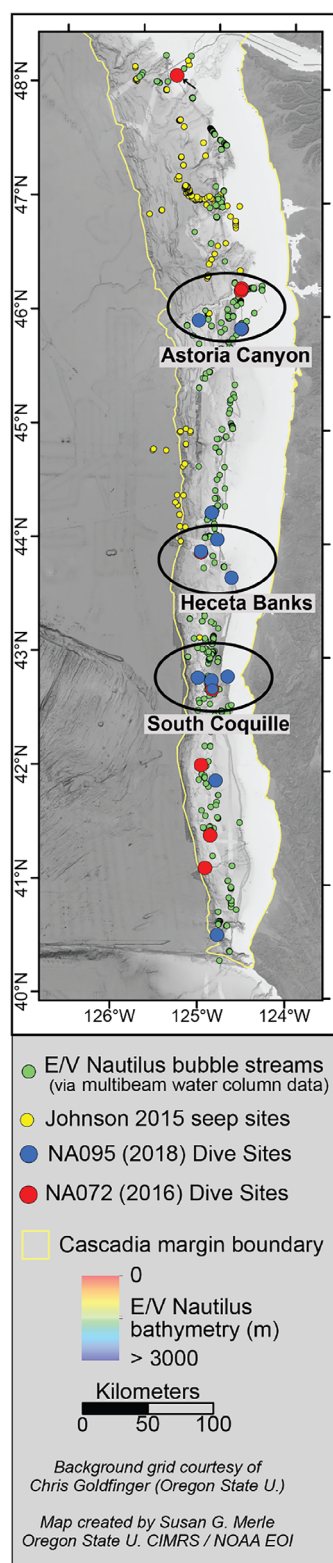 48°N
47°N
46°N
Astoria Canyon
45°N
44°N
Heceta Banks
43°N
South Coquille
42°N
41°N
40°N
126°W 125°W 124°W
E/V Nautilus bubble streams
(via multibeam water column data)
Johnson 2015 seep sites
NA095 (2018) Dive Sites
NA072 (2016) Dive Sites
Cascadia margin boundary
0
E/V Nautilus
bathymetry (m)
> 3000
Kilometers
0 50 100
Background grid courtesy of
Chris Goldfinger (Oregon State U.)
Map created by Susan G. Merle
Oregon State U. CIMRS / NOAA EOI